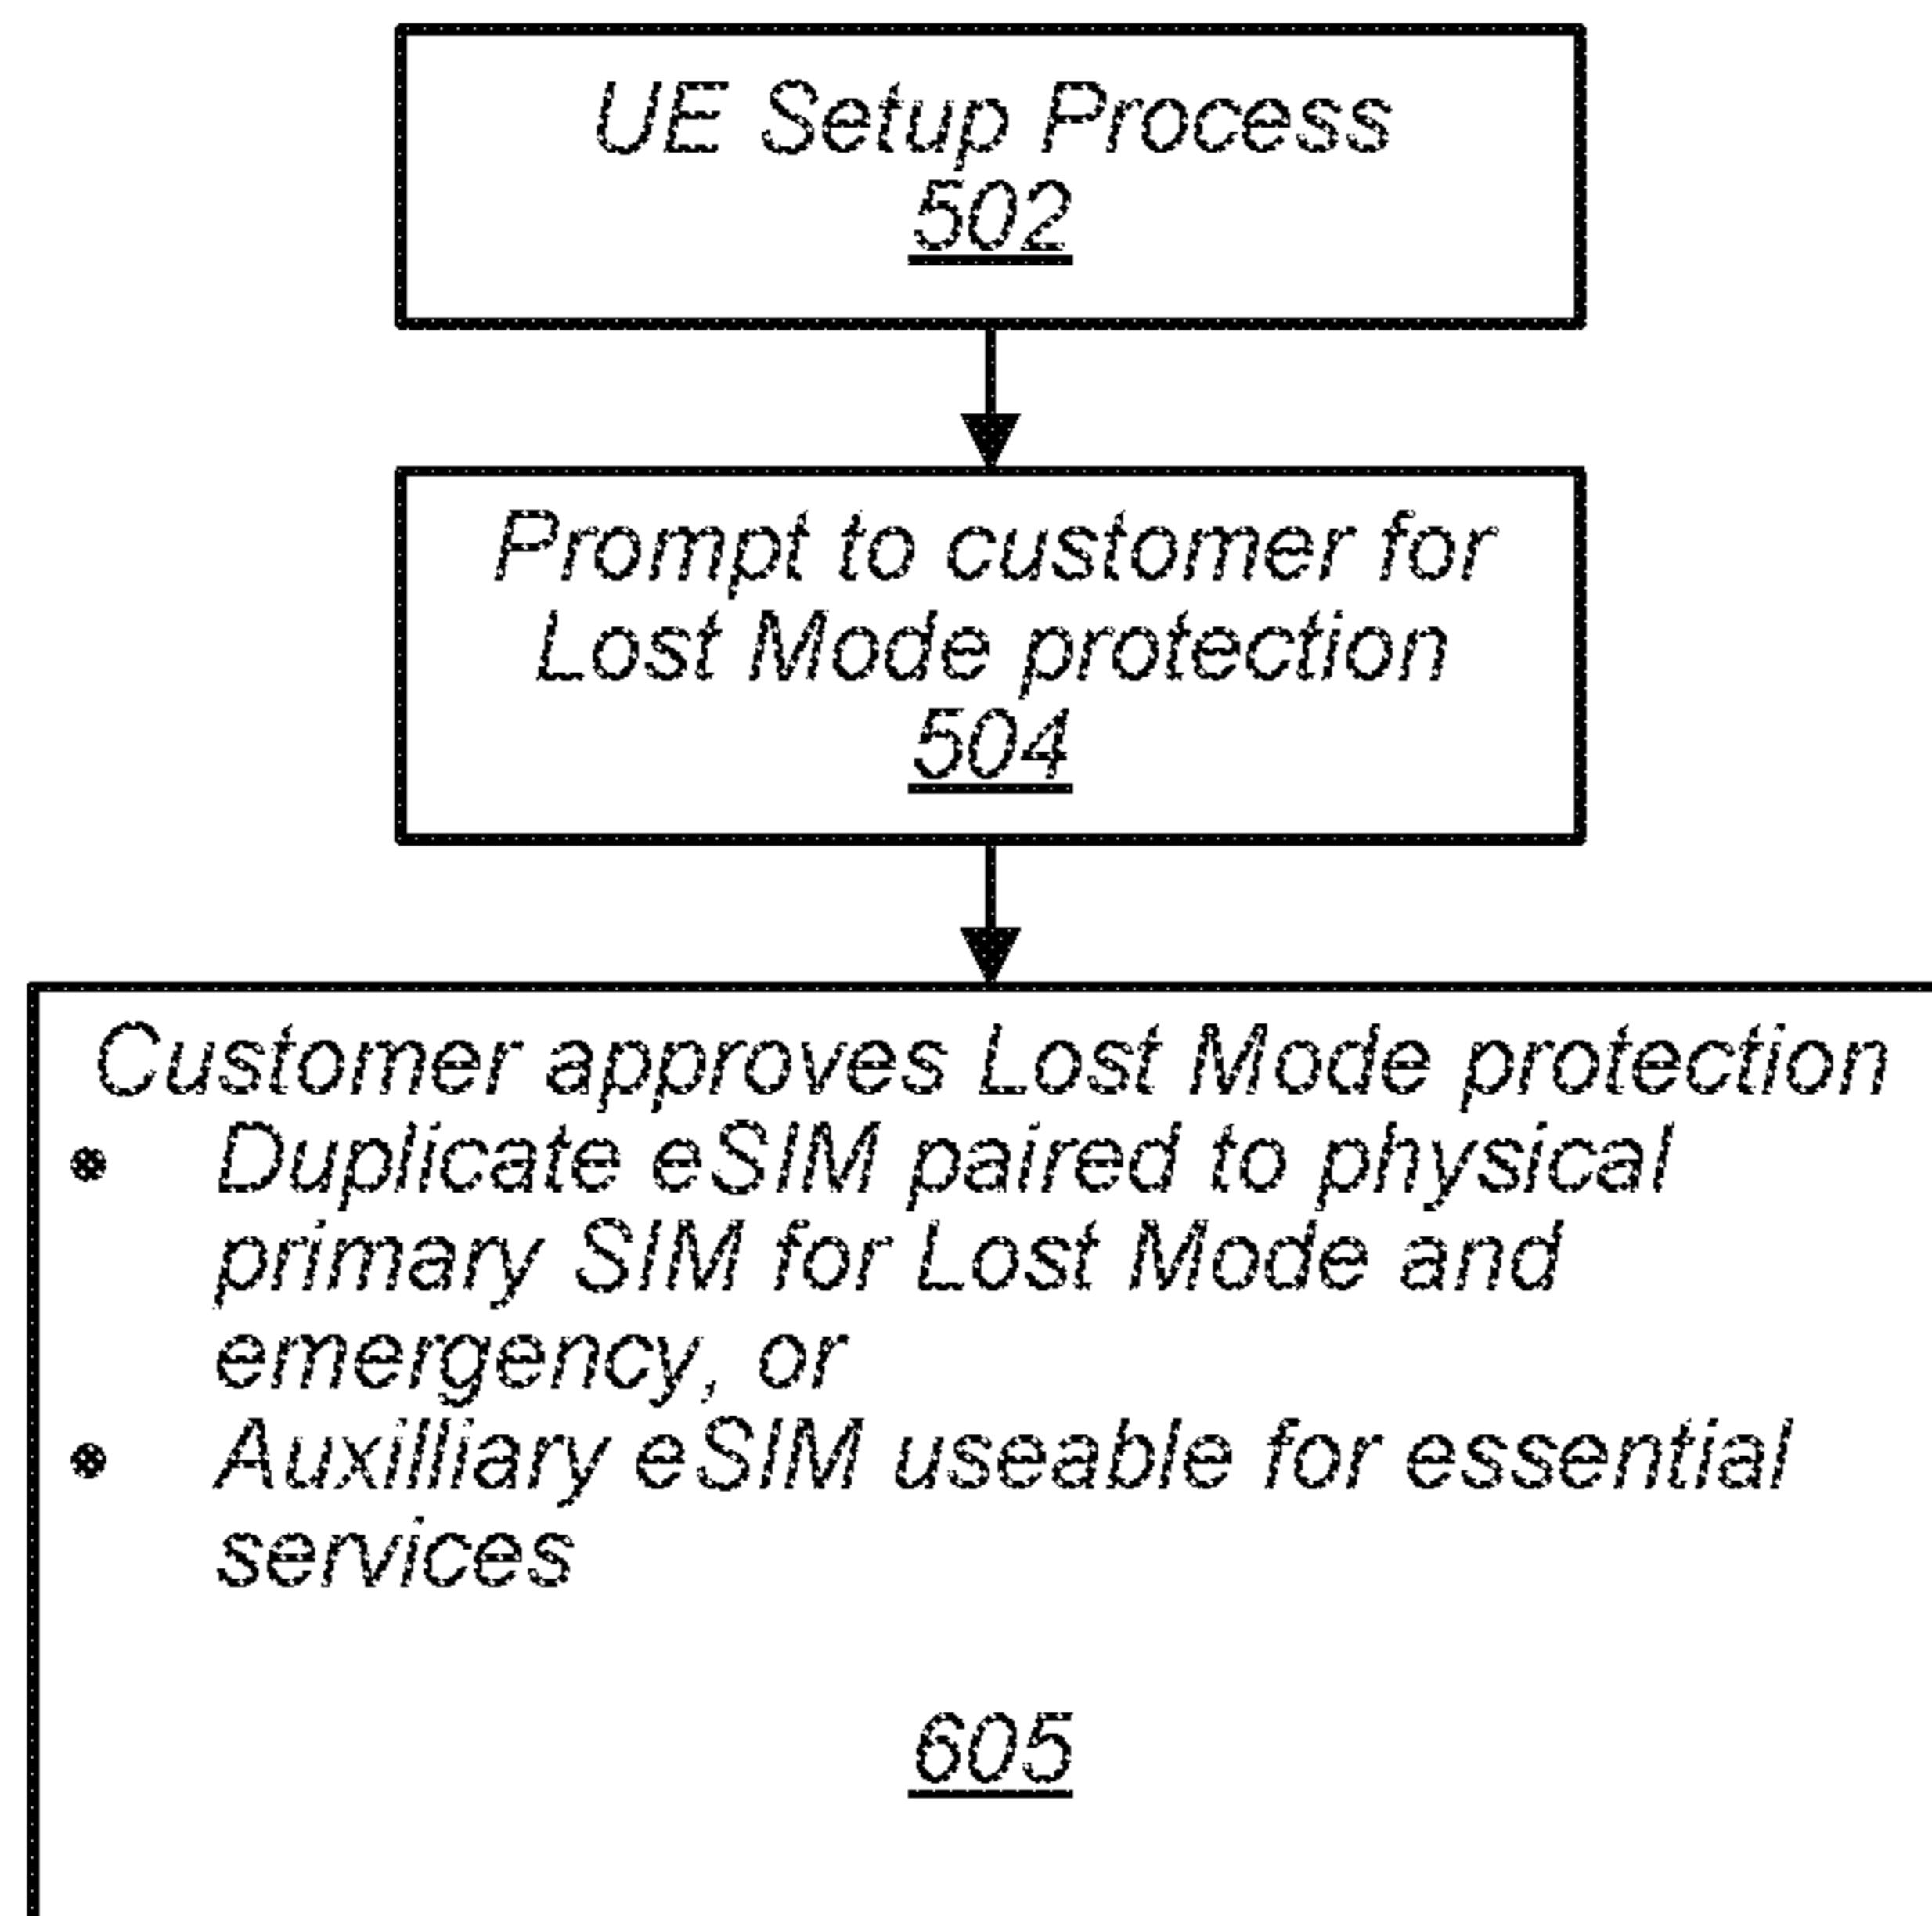 UE Setup Process
502
Prompt to customer for
Lost Mode protection
504
Customer approves Lost Mode protection
• Duplicate eSIM paired to physical
primary SIM for Lost Mode and
emergency, or
• Auxilliary eSIM useable for essential
services
605